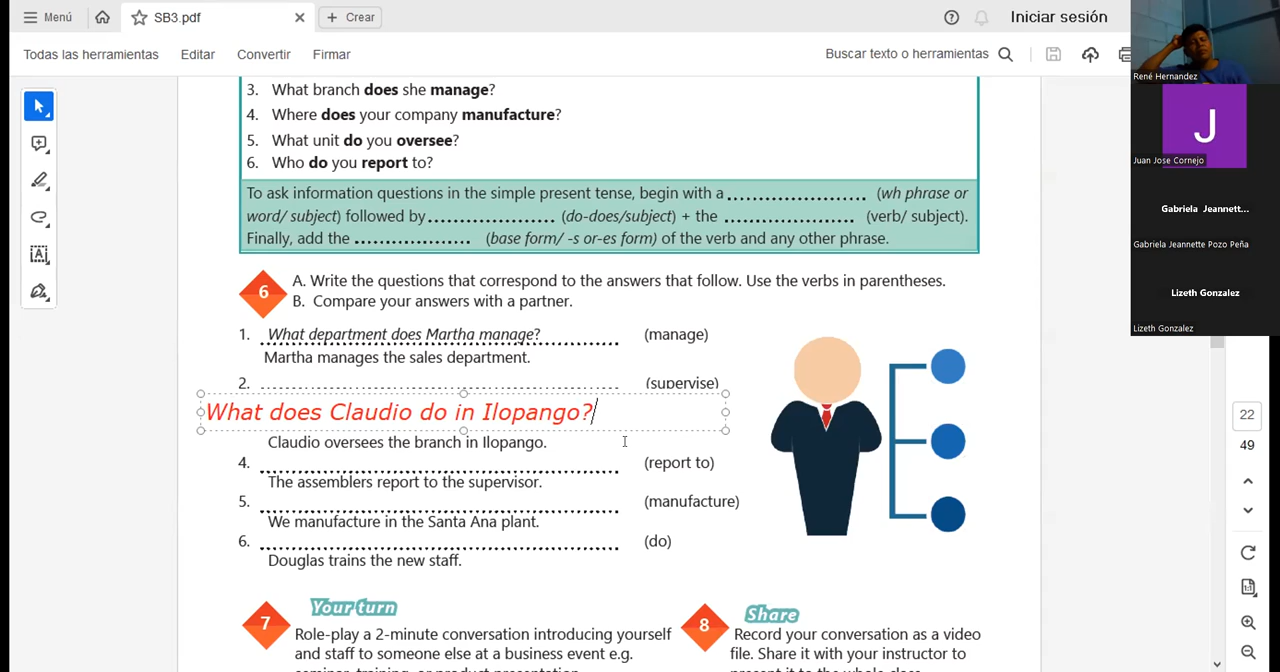 Menú
SB3.pdf
Crear
Iniciar sesión
Todas las herramientas
Editar
Convertir
Firmar
Buscar texto o herramientas
3. What branch does she manage?
4. Where does your company manufacture?
5. What unit do you oversee?
6. Who do you report to?
To ask information questions in the simple present tense, begin with a ........................ (wh phrase or
word/ subject) followed by...................... (do-does/subject) + the ...................... (verb/ subject).
Finally, add the .................... (base form/ -s or-es form) of the verb and any other phrase.
6
A. Write the questions that correspond to the answers that follow. Use the verbs in parentheses.
B. Compare your answers with a partner.
1. What department does Martha manage? (manage)
Martha manages the sales department.
2. (supervise)
What does Claudio do in Ilopango?
Claudio oversees the branch in Ilopango.
4. (report to)
The assemblers report to the supervisor.
5. (manufacture)
We manufacture in the Santa Ana plant.
6. (do)
Douglas trains the new staff.
7
Your turn
Role-play a 2-minute conversation introducing yourself
and staff to someone else at a business event e.g.
8
Share
Record your conversation as a video
file. Share it with your instructor to
René Hernandez
J
Juan Jose Cornejo
Gabriela Jeannett...
Gabriela Jeannette Pozo Peña
Lizeth Gonzalez
Lizeth Gonzalez
22
49